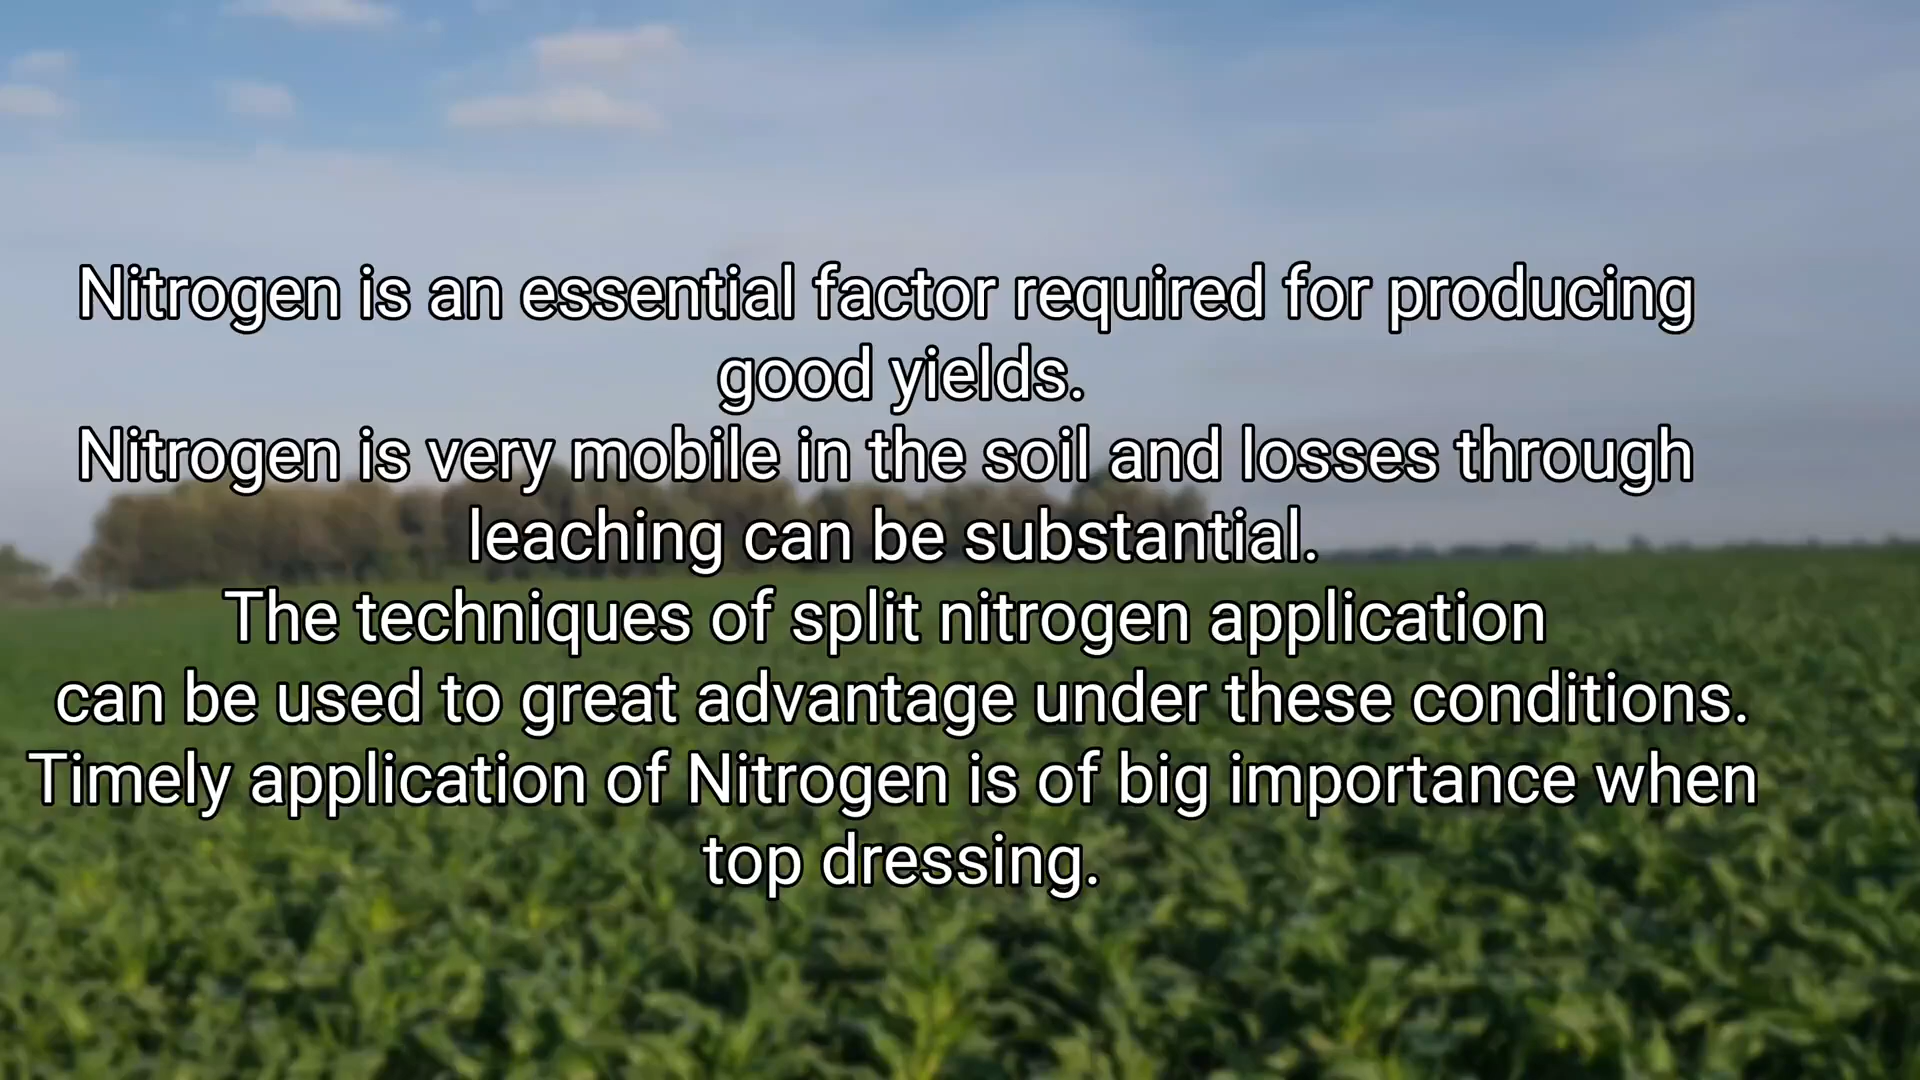 Nitrogen is an essential factor required for producing
good yields.
Nitrogen is very mobile in the soil and losses through
leaching can be substantial.
The techniques of split nitrogen application
can be used to great advantage under these conditions.
Timely application of Nitrogen is of big importance when
top dressing.